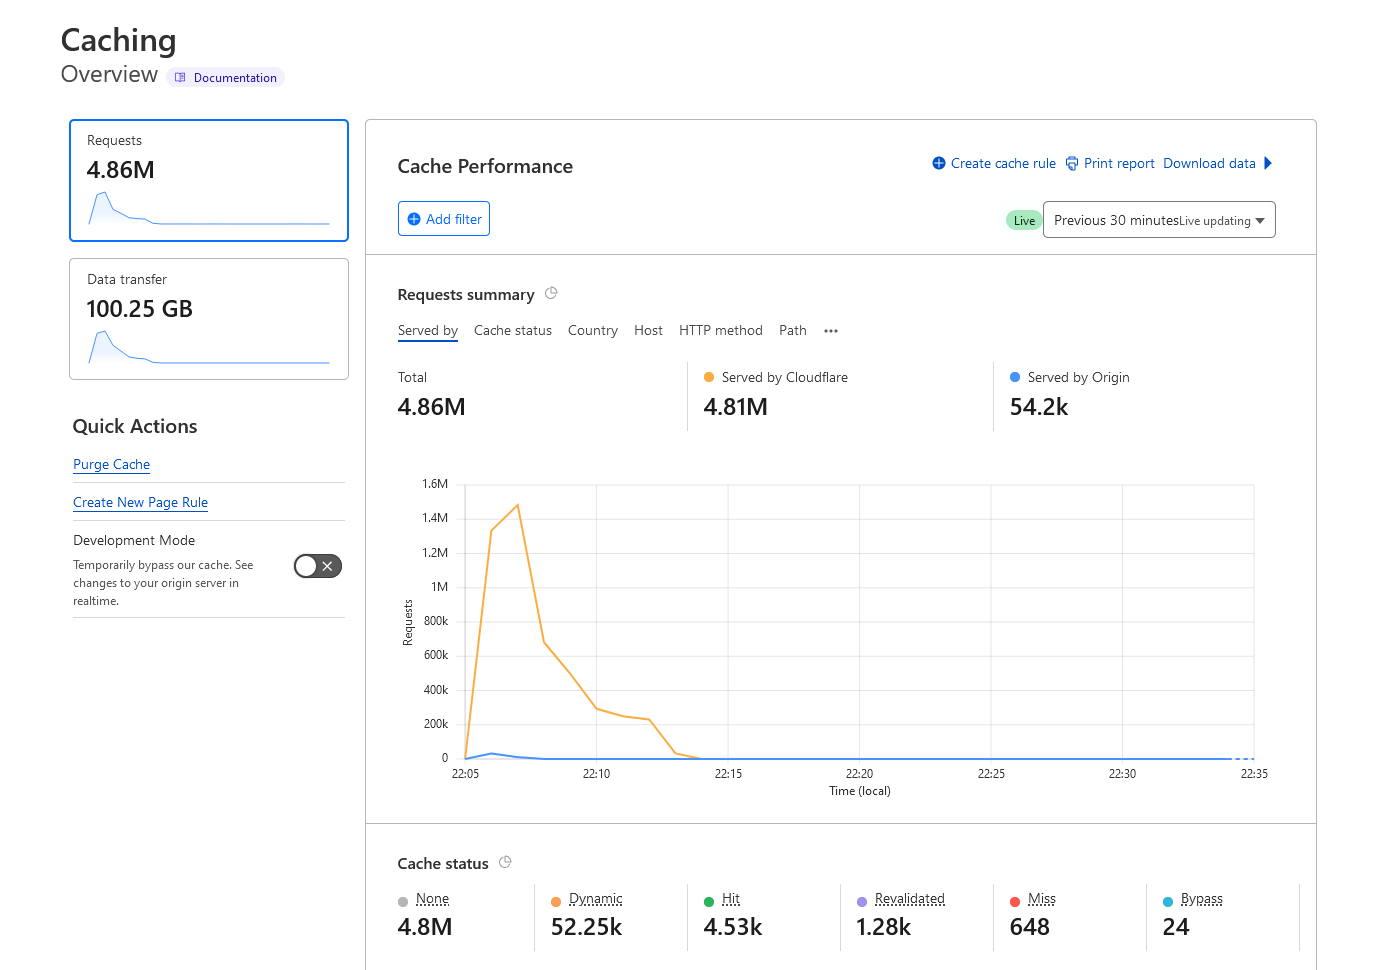 Caching
Overview Documentation
Requests
4.86M
Data transfer
100.25 GB
Quick Actions
Purge Cache
Create New Page Rule
Development Mode
Temporarily bypass our cache. See
changes to your origin server in
realtime.
Cache Performance
Create cache rule Print report Download data
Add filter
Live Previous 30 minutes Live updating
Requests summary
Served by Cache status Country Host HTTP method Path •••
Total Served by Cloudflare Served by Origin
4.86M 4.81M 54.2k
1.6M
1.4M
1.2M
1M
800k
600k
400k
200k
0
Requests
22:05 22:10 22:15 22:20 22:25 22:30 22:35
Time (local)
Cache status
None Dynamic Hit Revalidated Miss Bypass
4.8M 52.25k 4.53k 1.28k 648 24